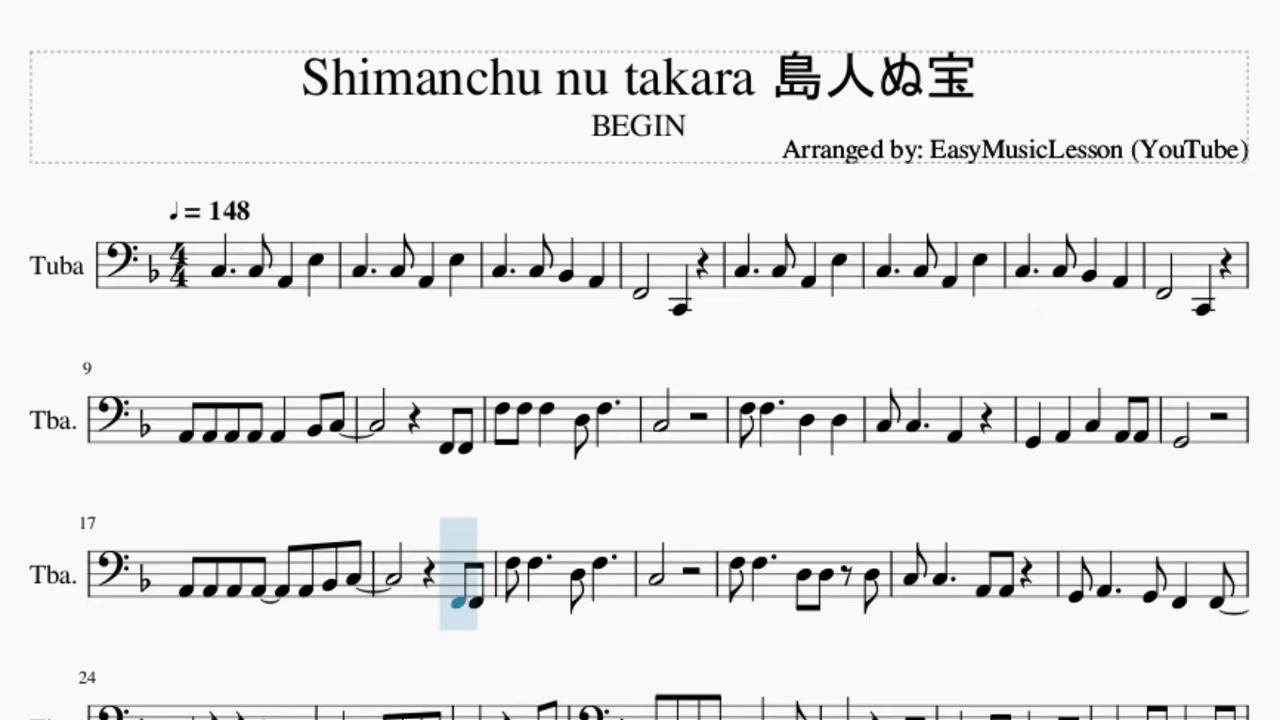 Shimanchu nu takara 島人ぬ宝
BEGIN
Arranged by: EasyMusicLesson (YouTube)
♩ = 148
Tuba
4
4
9
Tba.
17
Tba.
24